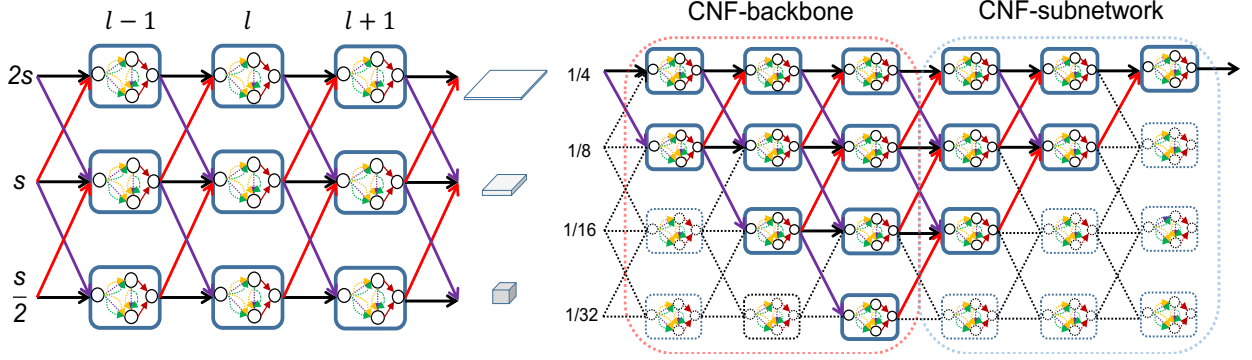 l − 1 l l + 1
2s
s
s
2
CNF-backbone CNF-subnetwork
1/4
1/8
1/16
1/32